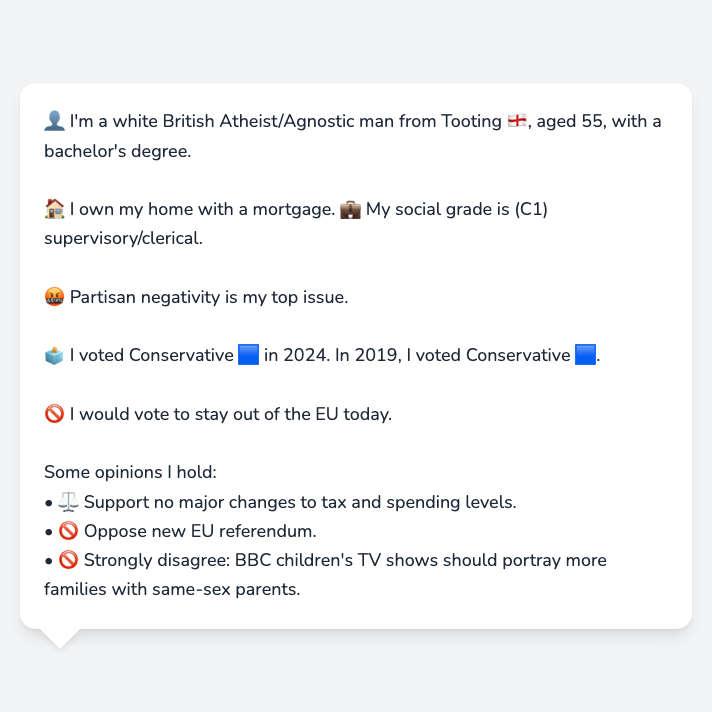 👤 I'm a white British Atheist/Agnostic man from Tooting 🏴󠁧󠁢󠁥󠁮󠁧󠁿, aged 55, with a
bachelor's degree.
🏠 I own my home with a mortgage. 💼 My social grade is (C1)
supervisory/clerical.
🤬 Partisan negativity is my top issue.
🗳️ I voted Conservative 🟦 in 2024. In 2019, I voted Conservative 🟦.
🚫 I would vote to stay out of the EU today.
Some opinions I hold:
• ⚖️ Support no major changes to tax and spending levels.
• 🚫 Oppose new EU referendum.
• 🚫 Strongly disagree: BBC children's TV shows should portray more
families with same-sex parents.